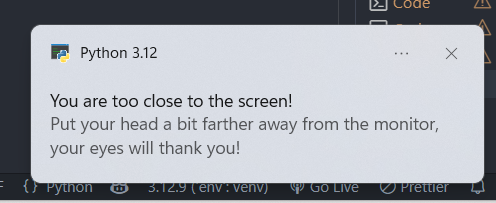 Code
Python 3.12
You are too close to the screen!
Put your head a bit farther away from the monitor,
your eyes will thank you!
{} Python 3.12.9 ('env': venv) Go Live Prettier